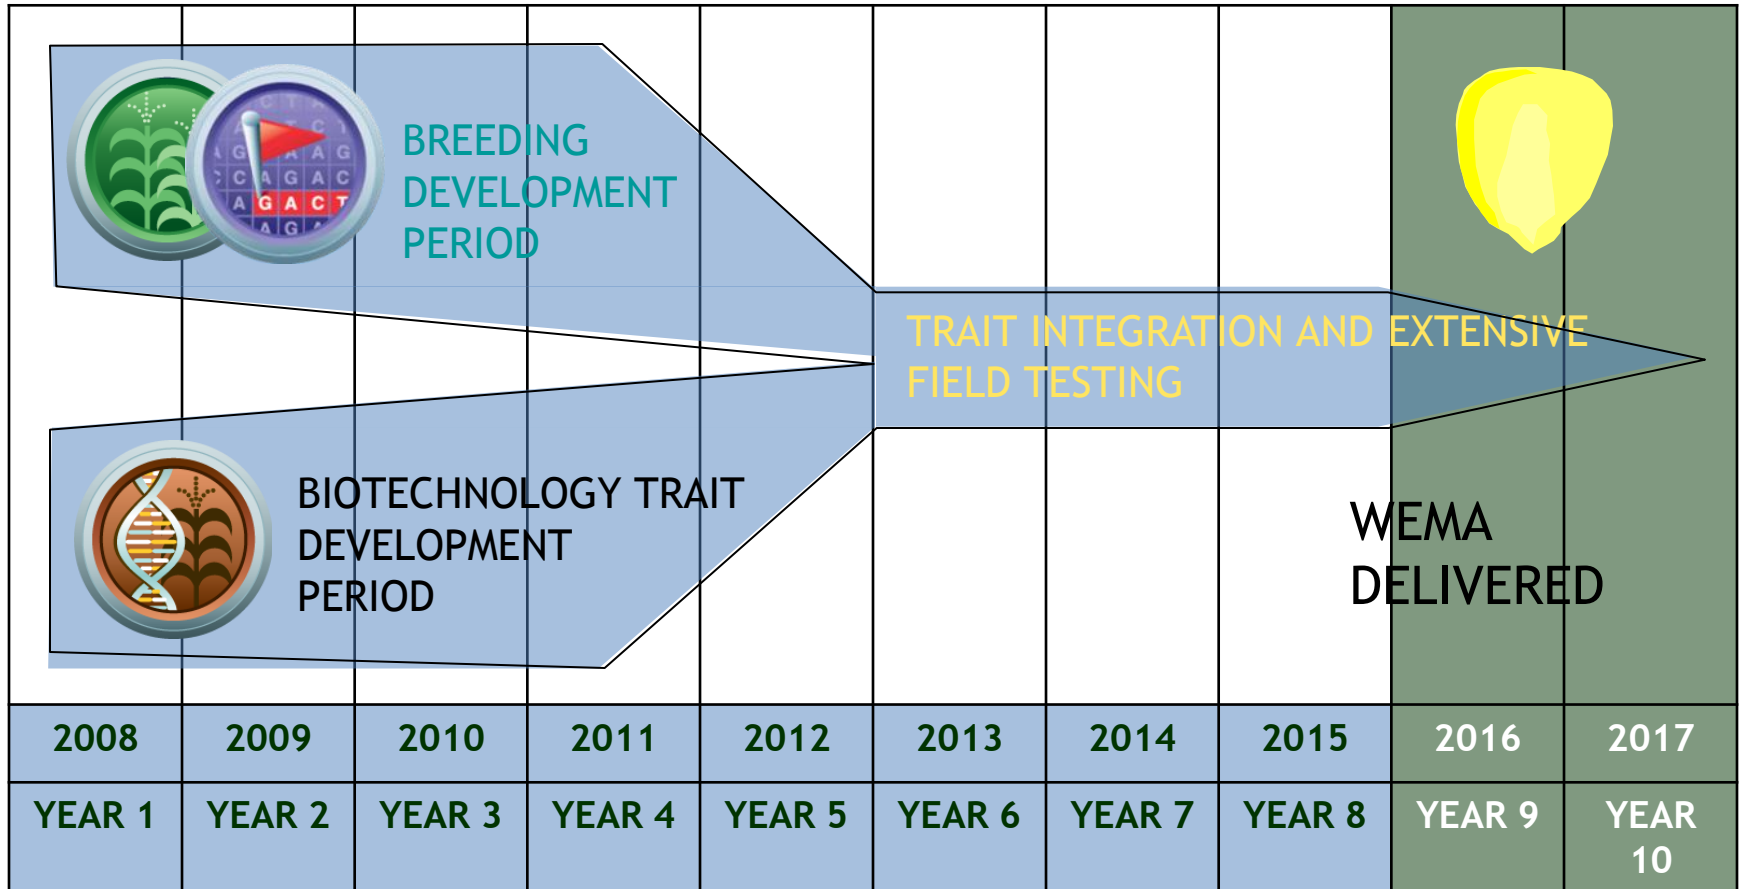 BREEDING
DEVELOPMENT
PERIOD
TRAIT INTEGRATION AND EXTENSIVE
FIELD TESTING
BIOTECHNOLOGY TRAIT
DEVELOPMENT
PERIOD
WEMA
DELIVERED
2008 2009 2010 2011 2012 2013 2014 2015 2016 2017
YEAR 1 YEAR 2 YEAR 3 YEAR 4 YEAR 5 YEAR 6 YEAR 7 YEAR 8 YEAR 9 YEAR
10